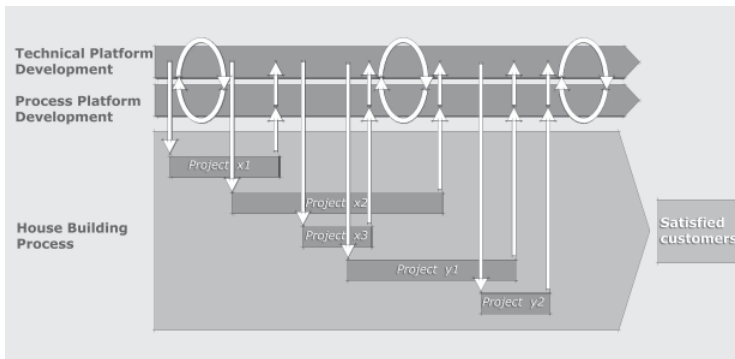 Technical Platform
Development
Process Platform
Development
Project x1
Project x2
House Building
Process
Project x3
Satisfied
customers
Project y1
Project y2